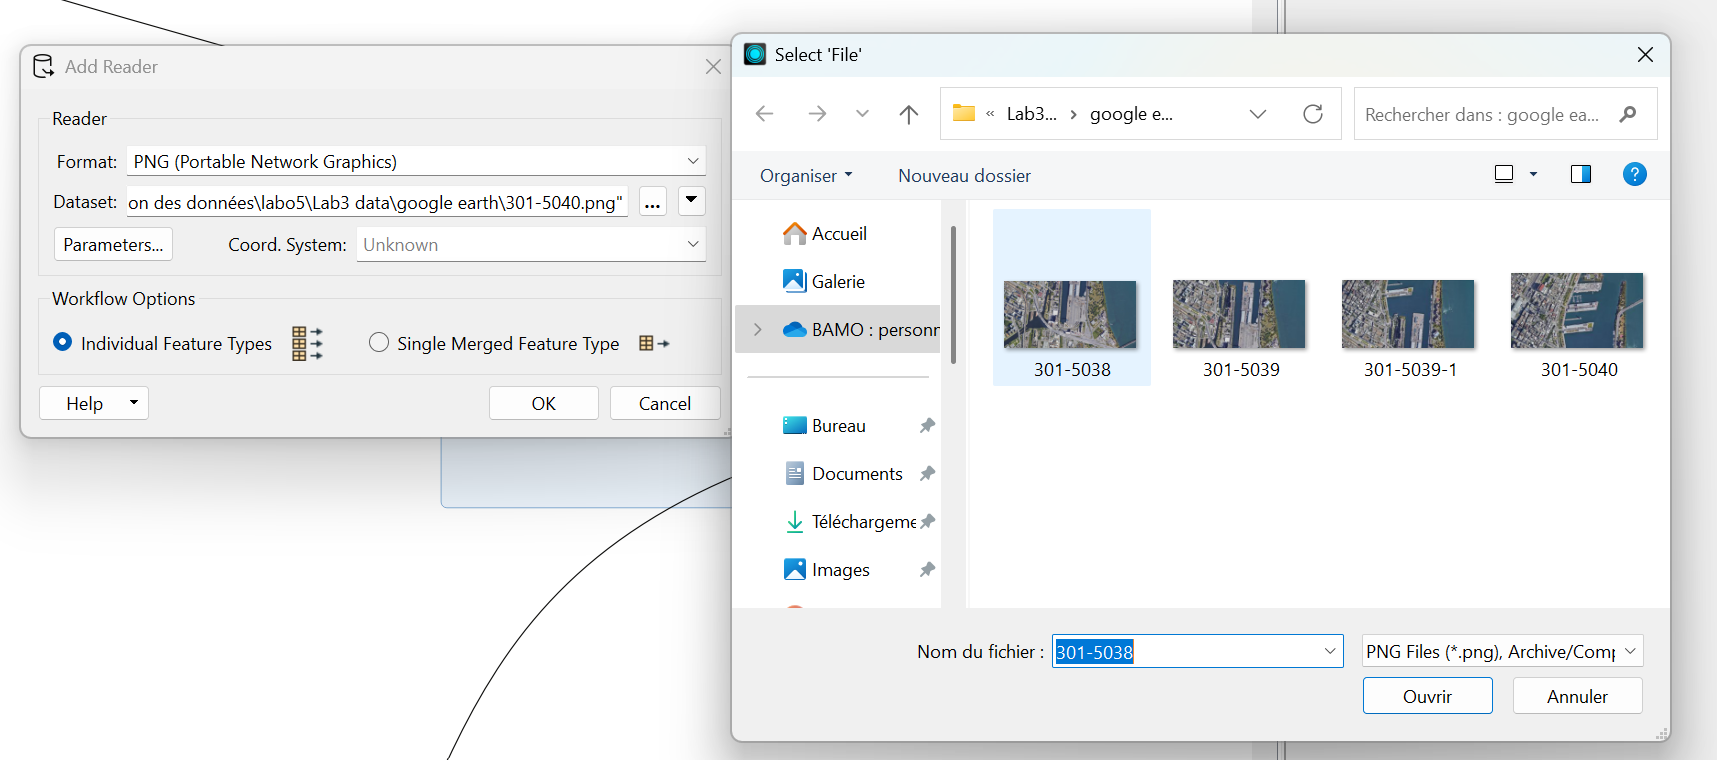 Add Reader
Reader
Format: PNG (Portable Network Graphics)
Dataset: on des données\labo5\Lab3 data\google earth\301-5040.png" ...
Parameters... Coord. System: Unknown
Workflow Options
Individual Feature Types Single Merged Feature Type
Help OK Cancel
Select 'File'
« Lab3... › google e... Rechercher dans : google ea...
Organiser Nouveau dossier ?
Accueil
Galerie
BAMO : personn
Bureau
Documents
Téléchargeme
Images
301-5038 301-5039 301-5039-1 301-5040
Nom du fichier : 301-5038 PNG Files (*.png), Archive/Comp
Ouvrir Annuler